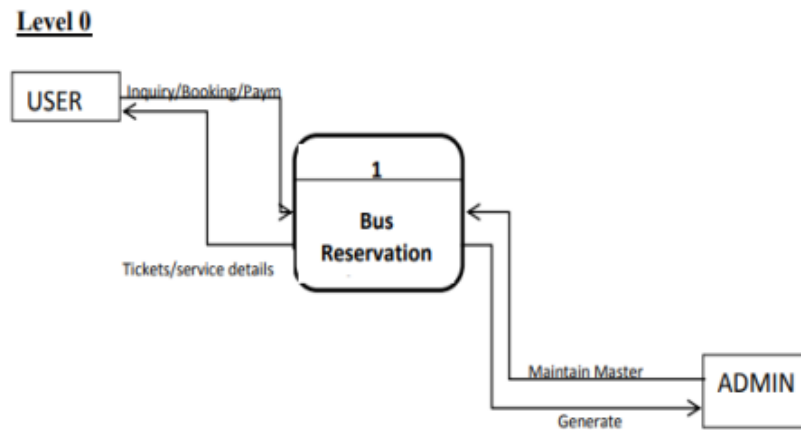 Level 0
USER
Inquiry/Booking/Paym
1
Bus
Reservation
Tickets/service details
Maintain Master
ADMIN
Generate